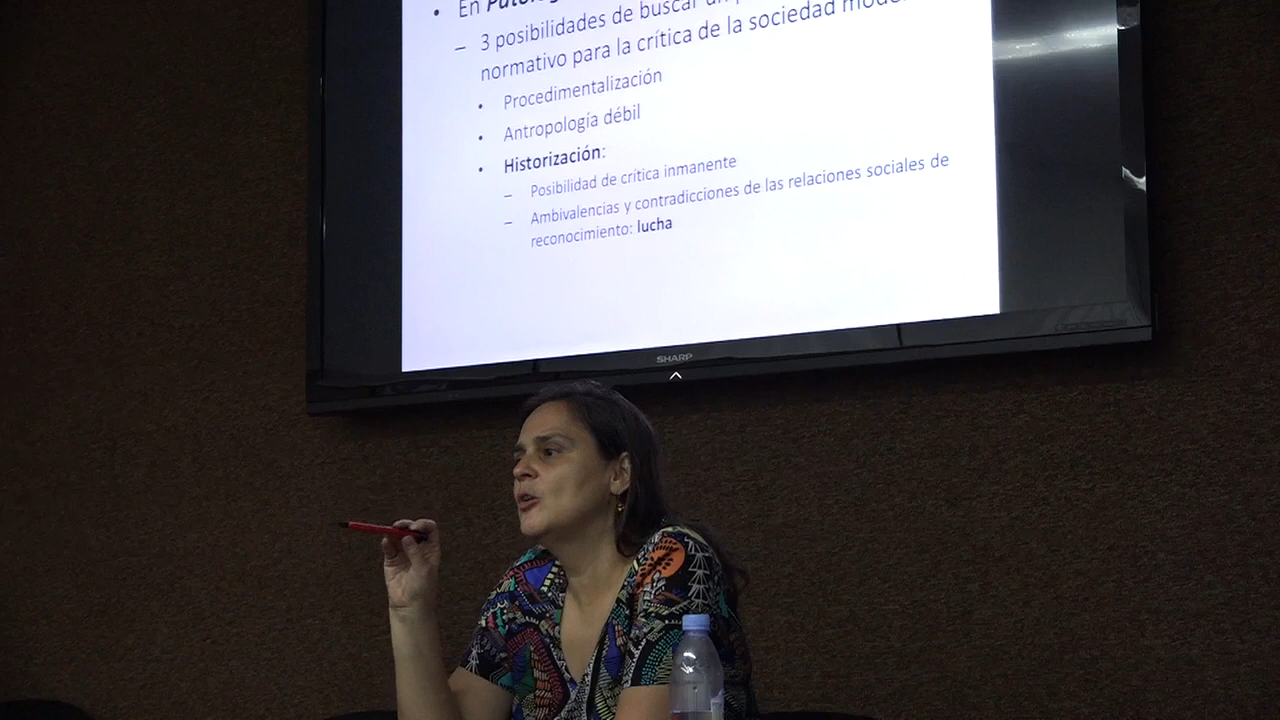 • En
– 3 posibilidades de buscar un
normativo para la crítica de la sociedad
• Procedimentalización
• Antropología débil
• Historización:
– Posibilidad de crítica inmanente
– Ambivalencias y contradicciones de las relaciones sociales de
reconocimiento: lucha
SHARP